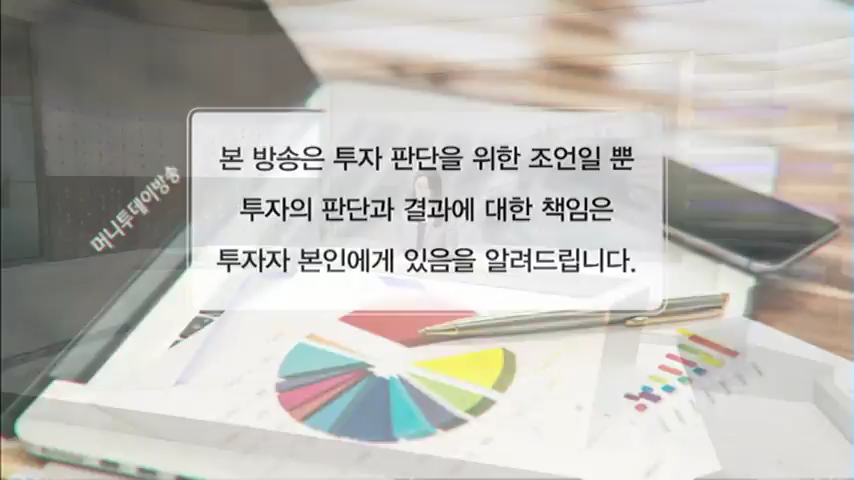 본 방송은 투자 판단을 위한 조언일 뿐
투자의 판단과 결과에 대한 책임은
투자자 본인에게 있음을 알려드립니다.
머니투데이방송